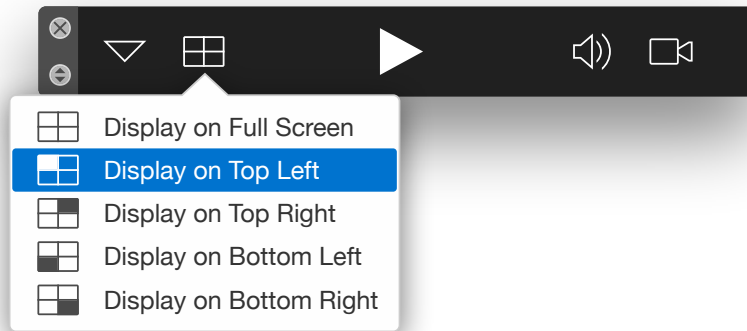 Display on Full Screen
Display on Top Left
Display on Top Right
Display on Bottom Left
Display on Bottom Right